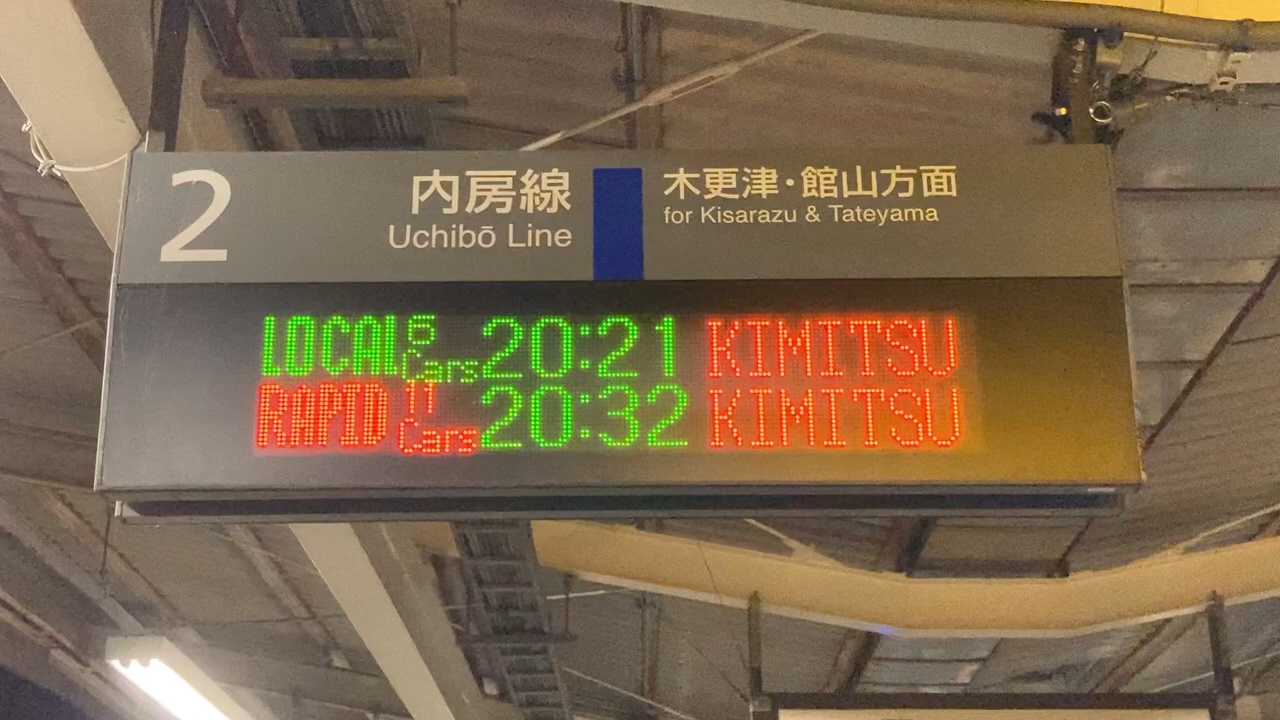 2
内房線
Uchibō Line
木更津・館山方面
for Kisarazu & Tateyama
LOCAL 6 Cars 20:21 KIMITSU
RAPID 11 Cars 20:32 KIMITSU